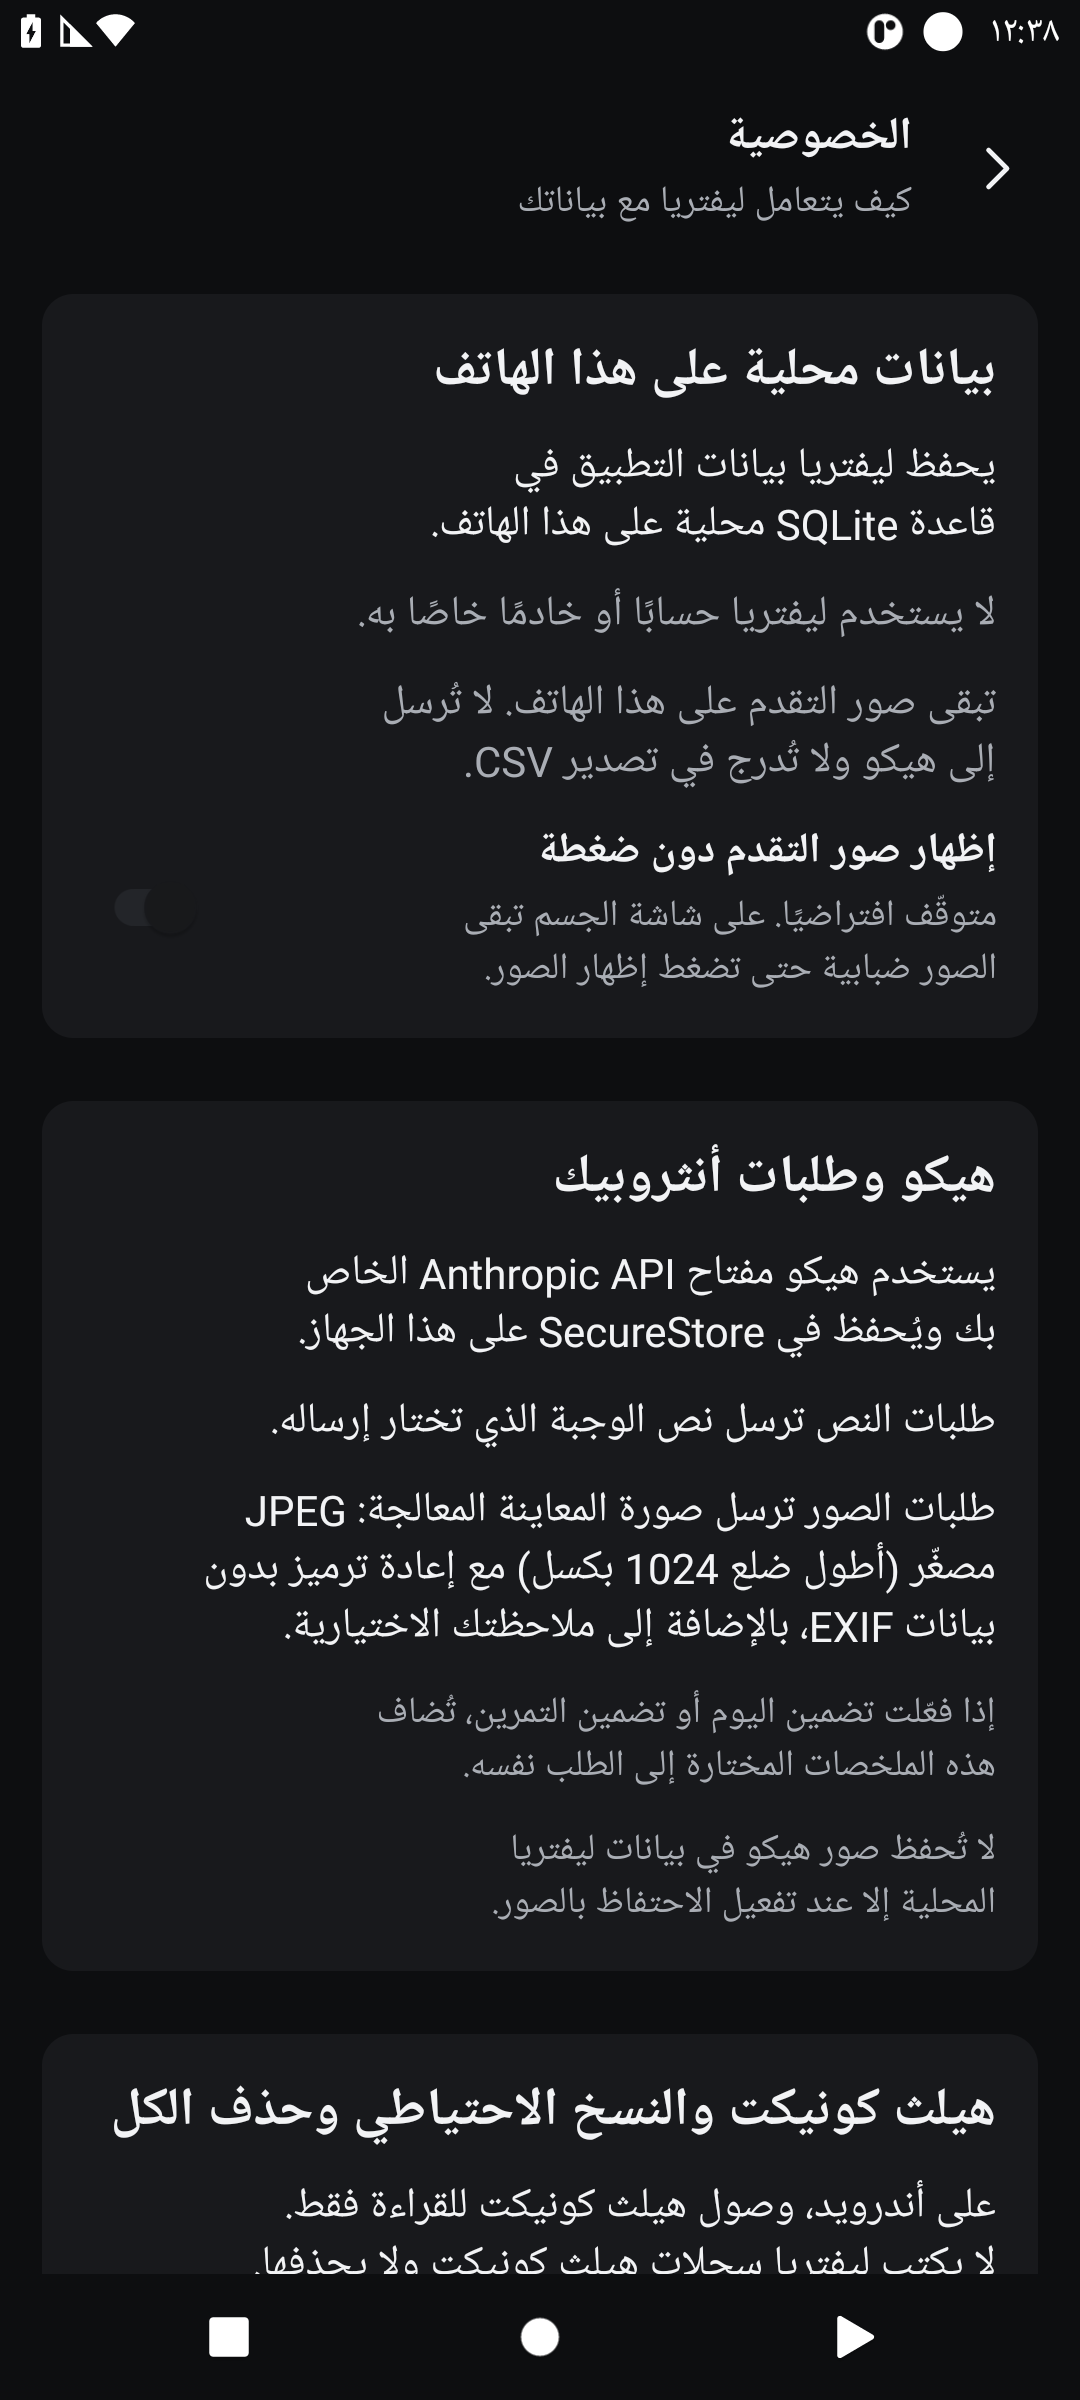 ١٢:٣٨
الخصوصية
كيف يتعامل ليفتريا مع بياناتك
بيانات محلية على هذا الهاتف
يحفظ ليفتريا بيانات التطبيق في
قاعدة SQLite محلية على هذا الهاتف.
لا يستخدم ليفتريا حسابًا أو خادمًا خاصًا به.
تبقى صور التقدم على هذا الهاتف. لا تُرسل
إلى هيكو ولا تُدرج في تصدير CSV.
إظهار صور التقدم دون ضغطة
متوقّف افتراضيًا. على شاشة الجسم تبقى
الصور ضبابية حتى تضغط إظهار الصور.
هيكو وطلبات أنثروبيك
يستخدم هيكو مفتاح Anthropic API الخاص
بك ويُحفظ في SecureStore على هذا الجهاز.
طلبات النص ترسل نص الوجبة الذي تختار إرساله.
طلبات الصور ترسل صورة المعاينة المعالجة: JPEG
مصغّر (أطول ضلع 1024 بكسل) مع إعادة ترميز بدون
بيانات EXIF، بالإضافة إلى ملاحظتك الاختيارية.
إذا فعّلت تضمين اليوم أو تضمين التمرين، تُضاف
هذه الملخصات المختارة إلى الطلب نفسه.
لا تُحفظ صور هيكو في بيانات ليفتريا
المحلية إلا عند تفعيل الاحتفاظ بالصور.
هيلث كونيكت والنسخ الاحتياطي وحذف الكل
على أندرويد، وصول هيلث كونيكت للقراءة فقط.
لا يكتب ليفتريا سجلات هيلث كونيكت ولا يحذفها.